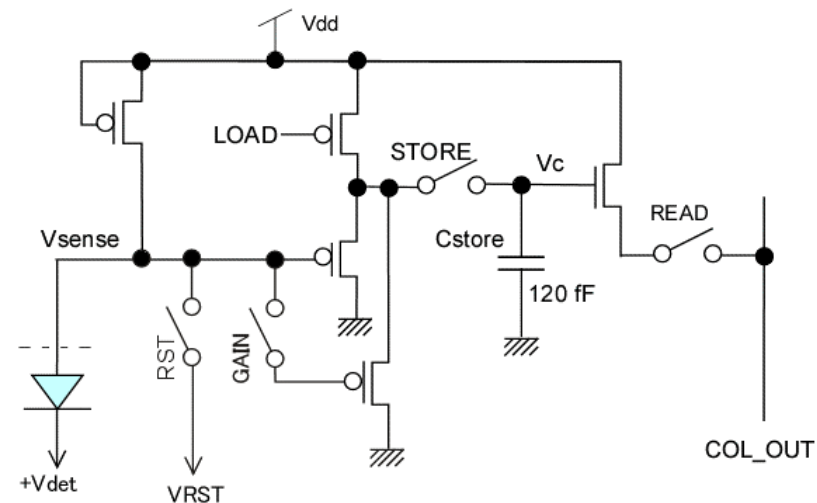 Vdd
LOAD
STORE
Vc
READ
Vsense
Cstore
120 fF
RST
GAIN
+Vdet
VRST
COL_OUT